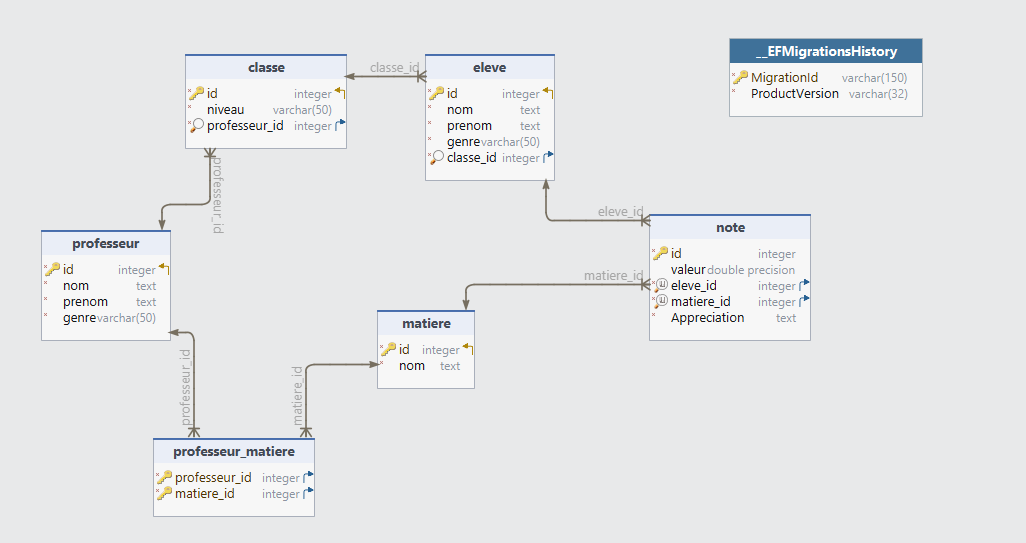 __EFMigrationsHistory
MigrationId varchar(150)
ProductVersion varchar(32)
classe
id integer
niveau varchar(50)
professeur_id integer
classe_id
eleve
id integer
nom text
prenom text
genre varchar(50)
classe_id integer
professeur_id
eleve_id
note
id integer
valeur double precision
eleve_id integer
matiere_id integer
Appreciation text
professeur
id integer
nom text
prenom text
genre varchar(50)
matiere_id
matiere
id integer
nom text
professeur_id
matiere_id
professeur_matiere
professeur_id integer
matiere_id integer